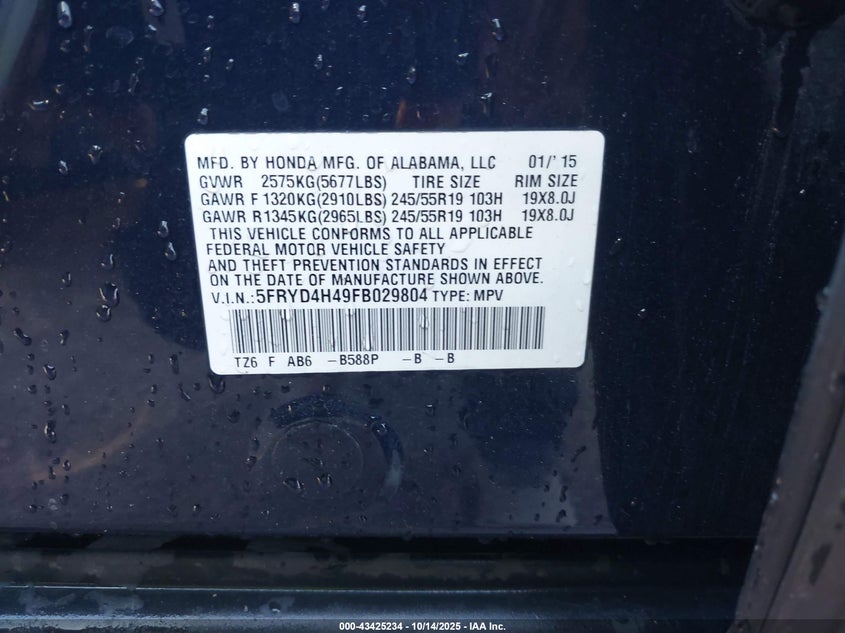 MFD. BY HONDA MFG. OF ALABAMA, LLC 01/'15
GVWR 2575KG(5677LBS) TIRE SIZE RIM SIZE
GAWR F 1320KG(2910LBS) 245/55R19 103H 19X8.0J
GAWR R1345KG(2965LBS) 245/55R19 103H 19X8.0J
THIS VEHICLE CONFORMS TO ALL APPLICABLE
FEDERAL MOTOR VEHICLE SAFETY
AND THEFT PREVENTION STANDARDS IN EFFECT
ON THE DATE OF MANUFACTURE SHOWN ABOVE.
V.I.N.:5FRYD4H49FB029804 TYPE: MPV
TZ6 F AB6 -B588P -B -B
000-43425234 - 10/14/2025 - IAA Inc.